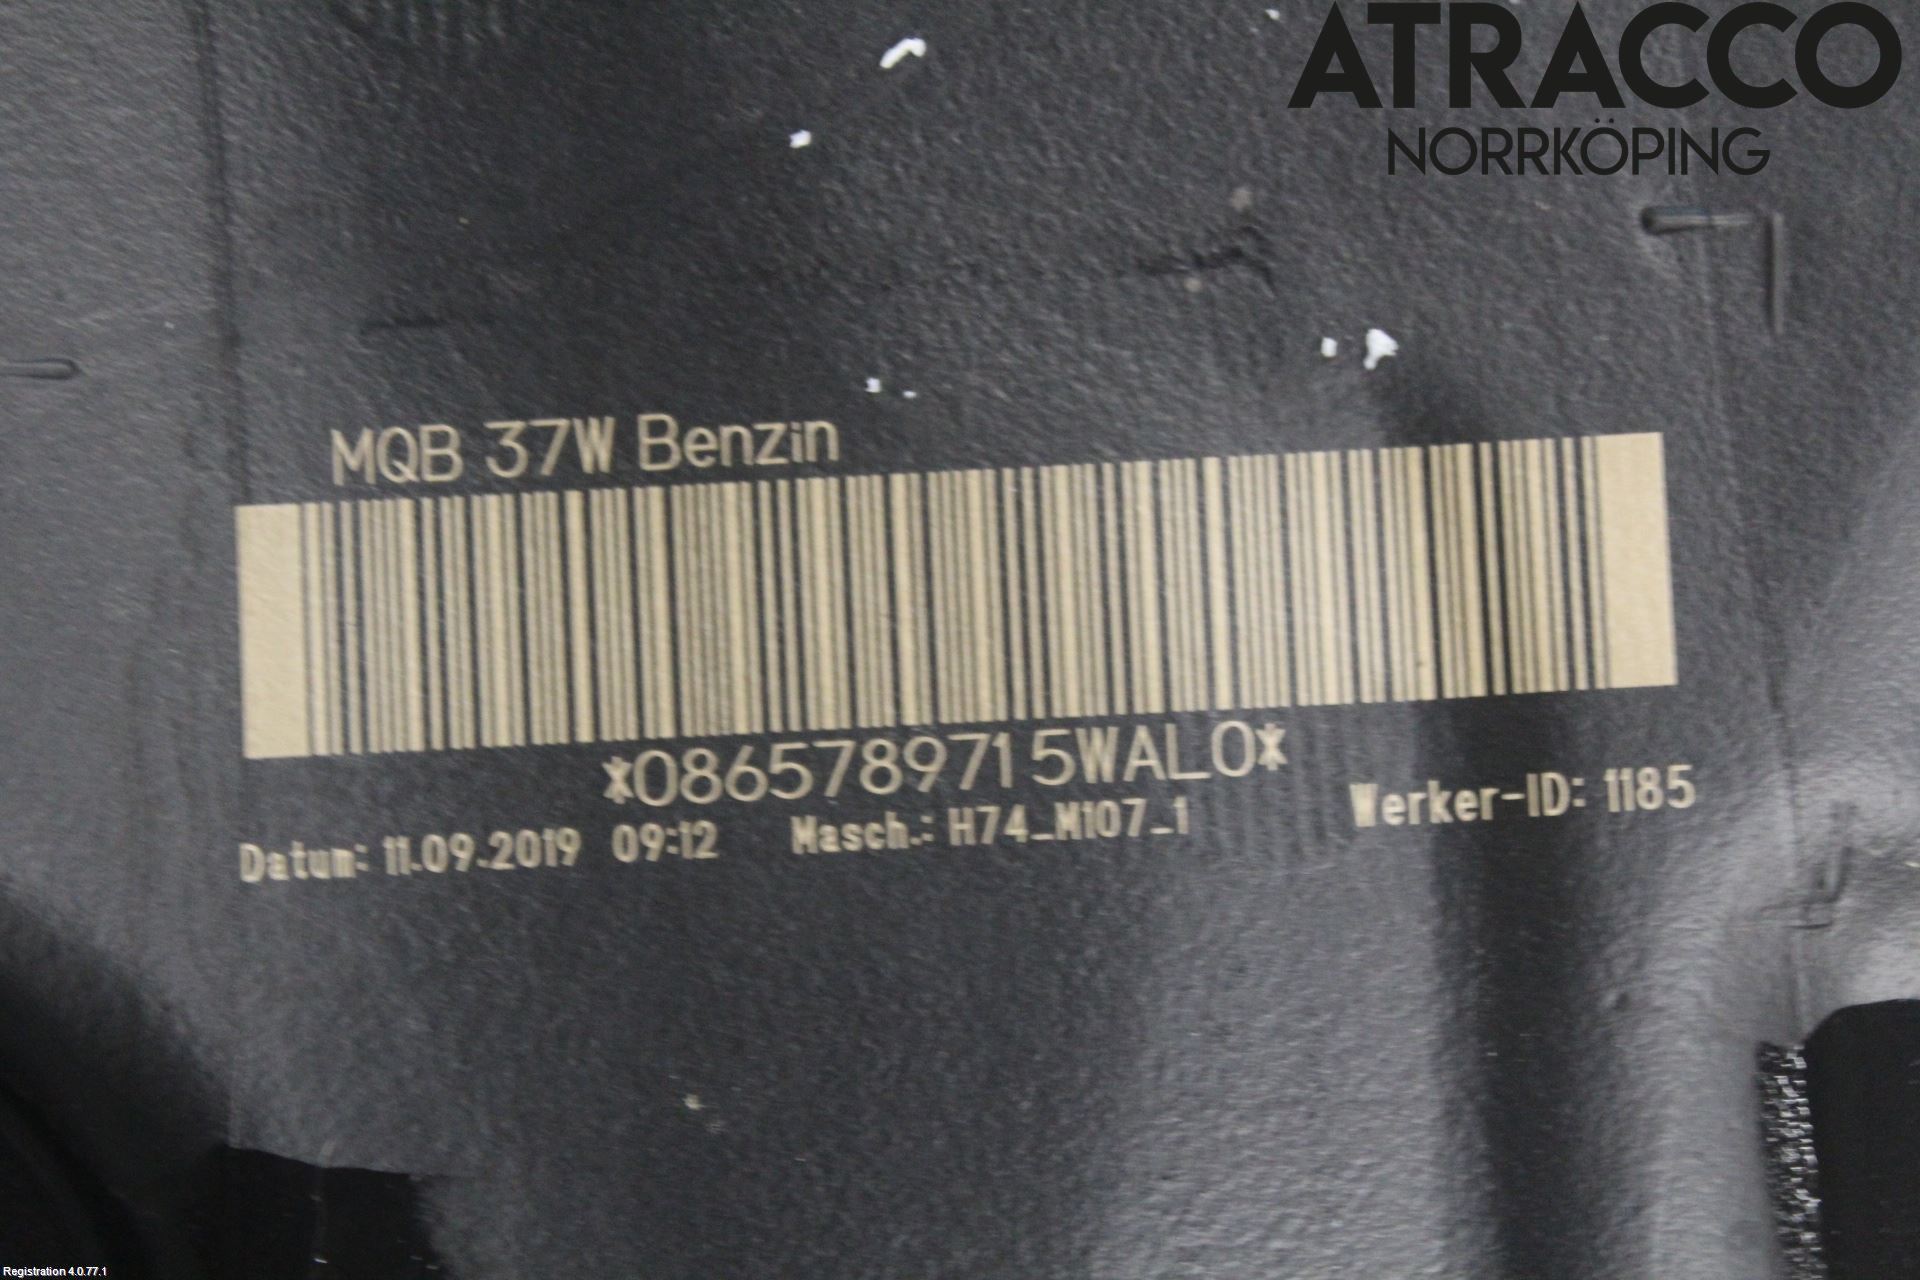 ATRACCO
NORRKÖPING
MQB 37W Benzin
*0865789715WAL0*
Datum: 11.09.2019 09:12 Masch.: H74_M107_1 Werker-ID: 1185
Registration 4.0.77.1